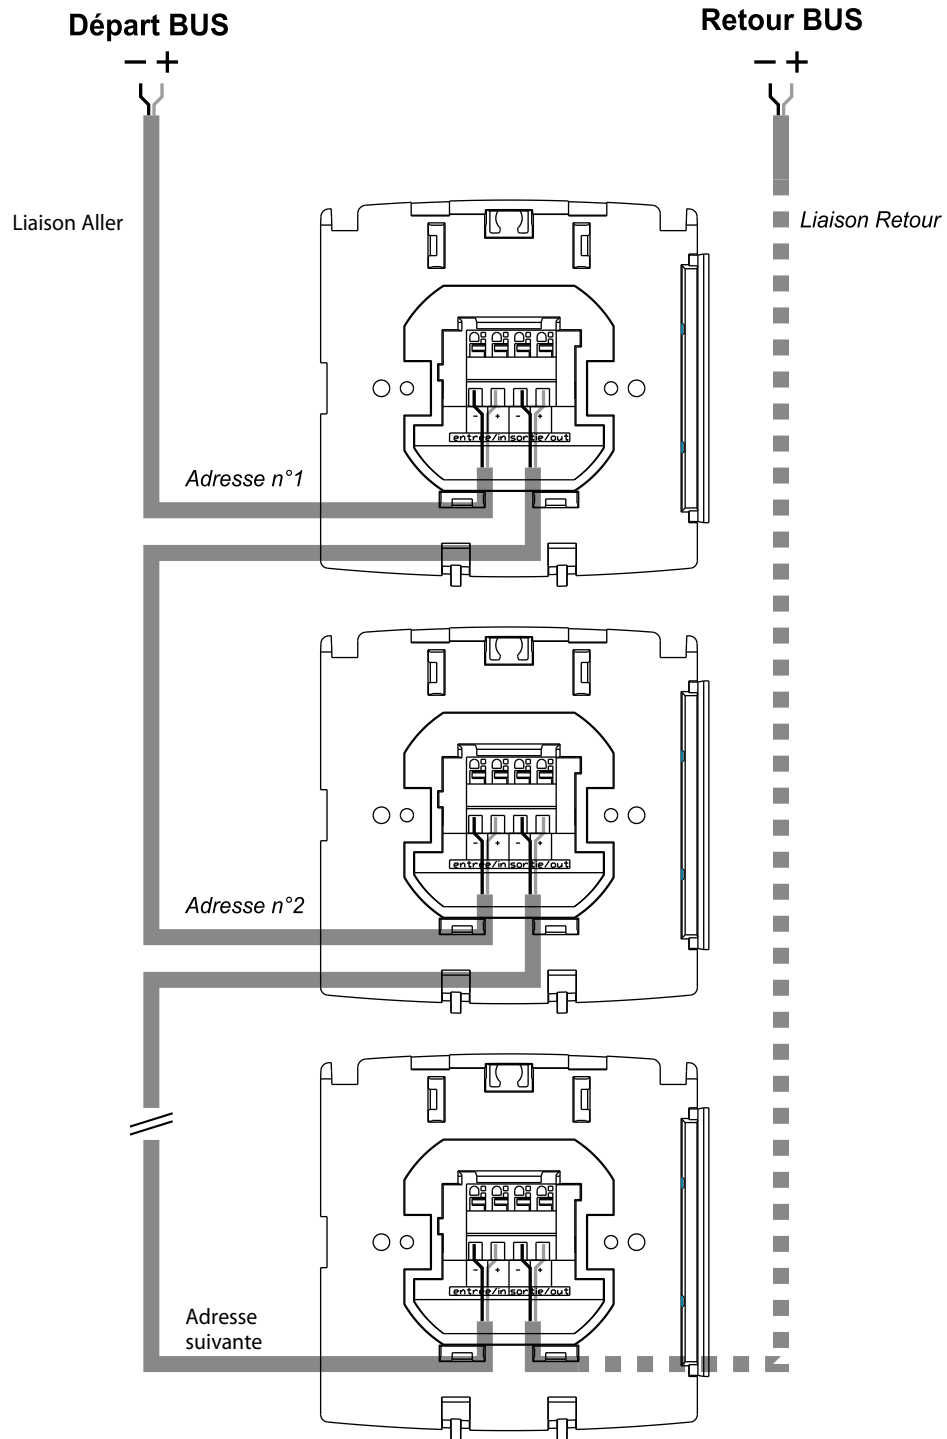 Départ BUS
Retour BUS
− +
− +
Liaison Aller
Liaison Retour
- + - +
entrée/in sortie/out
Adresse n°1
- + - +
entrée/in sortie/out
Adresse n°2
- + - +
entrée/in sortie/out
Adresse
suivante